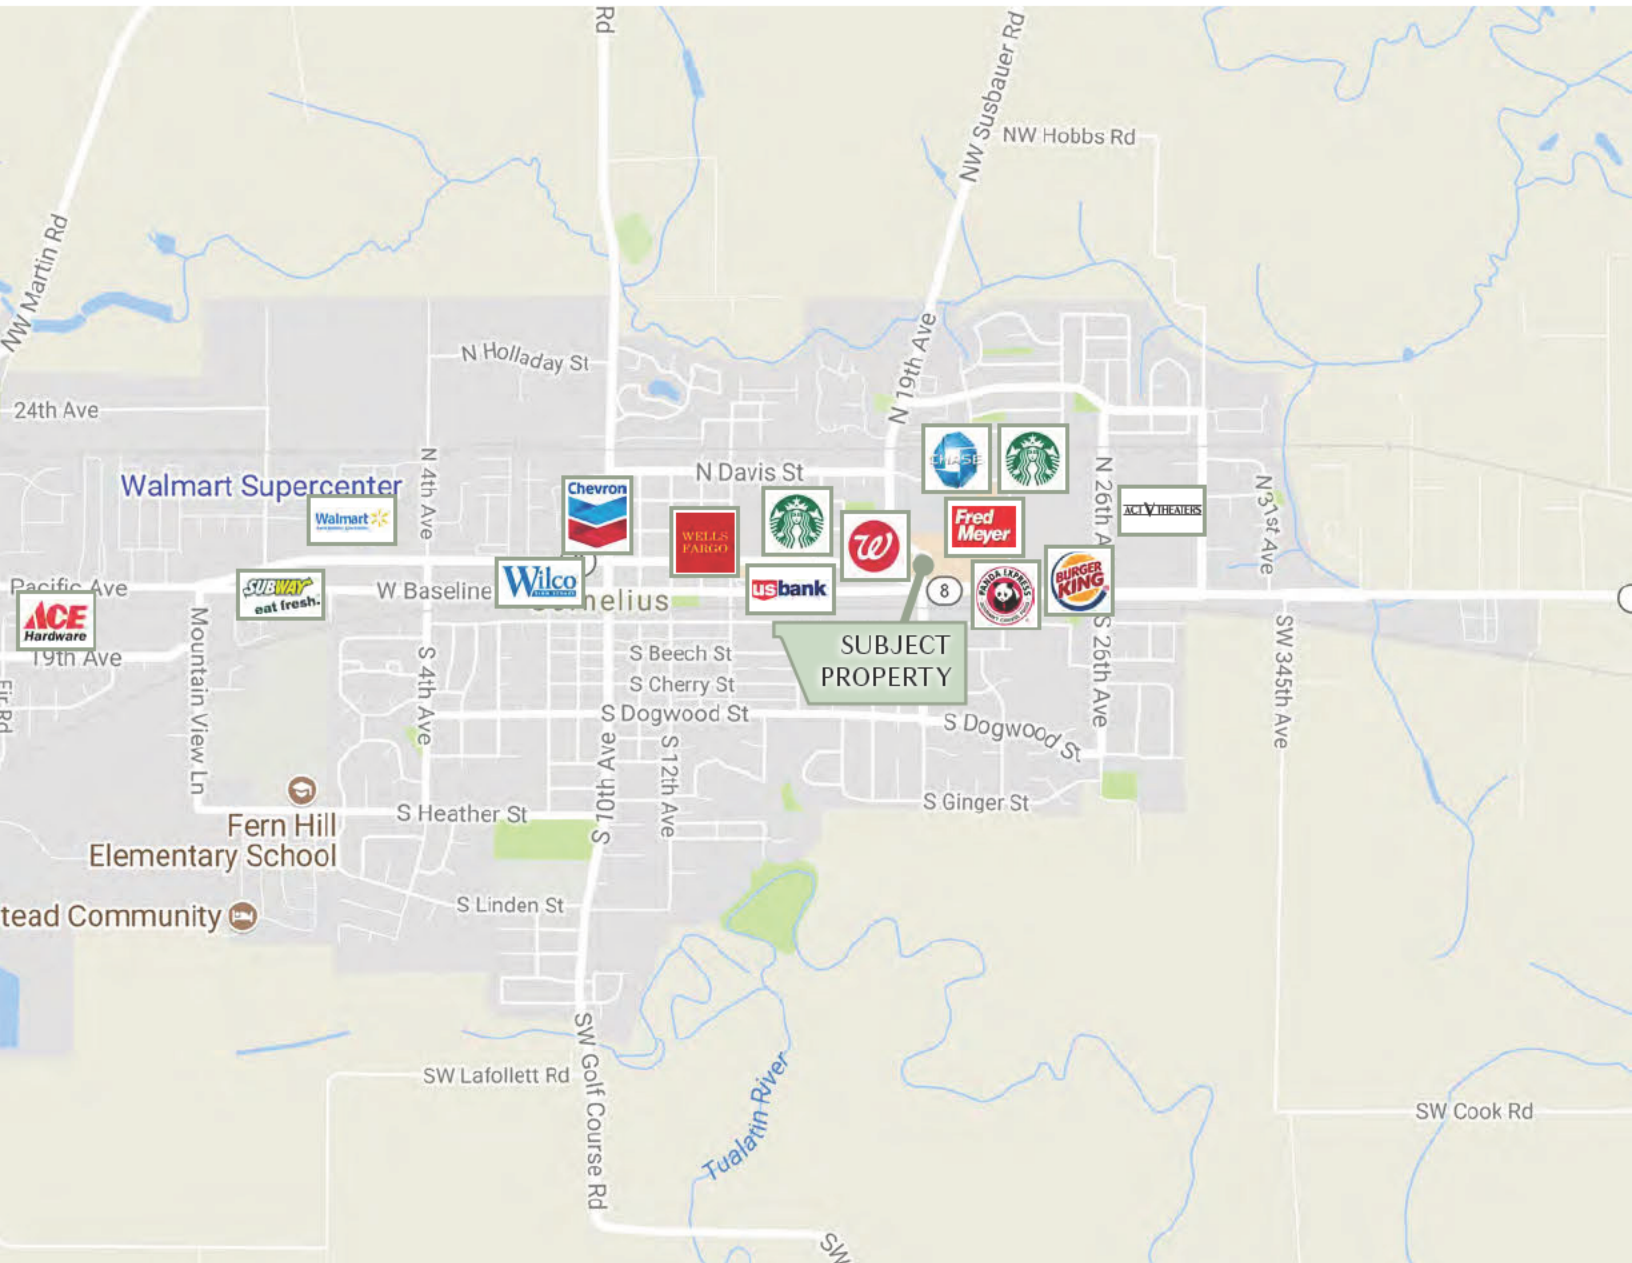 Rd
NW Susbauer Rd
NW Hobbs Rd
NW Martin Rd
N Holladay St
N 19th Ave
24th Ave
Walmart Supercenter
Walmart
N 4th Ave
Chevron
N Davis St
WELLS
FARGO
CHASE
Fred
Meyer
N 26th A
ACT V THEATERS
N 31st Ave
Pacific Ave
ACE
Hardware
19th Ave
SUBWAY
eat fresh.
W Baseline
Wilco
FARM STORES
Cornelius
usbank
8
PANDA EXPRESS
BURGER
KING
SUBJECT
PROPERTY
Mountain View Ln
S 4th Ave
S Beech St
S Cherry St
S Dogwood St
S Dogwood St
S 26th Ave
SW 345th Ave
Fir Rd
S 10th Ave
S 12th Ave
S Heather St
S Ginger St
Fern Hill
Elementary School
tead Community
S Linden St
SW Golf Course Rd
SW Lafollett Rd
Tualatin River
SW Cook Rd
SW